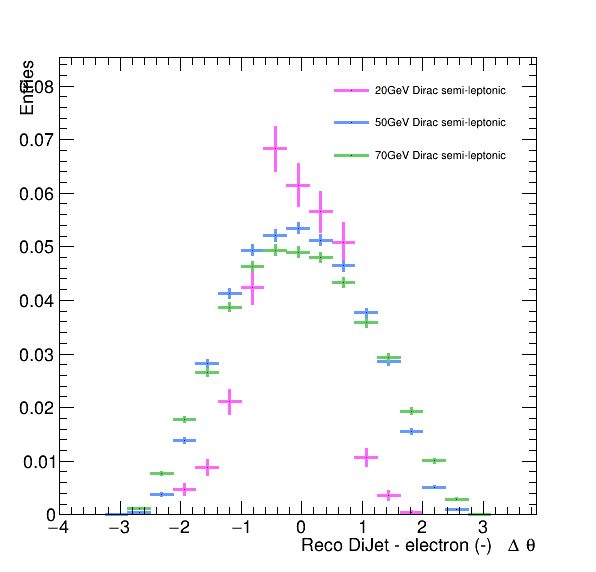 Entries
0.08
0.07
0.06
0.05
0.04
0.03
0.02
0.01
0
20GeV Dirac semi-leptonic
50GeV Dirac semi-leptonic
70GeV Dirac semi-leptonic
−4 −3 −2 −1 0 1 2 3
Reco DiJet - electron (-) Δ θ